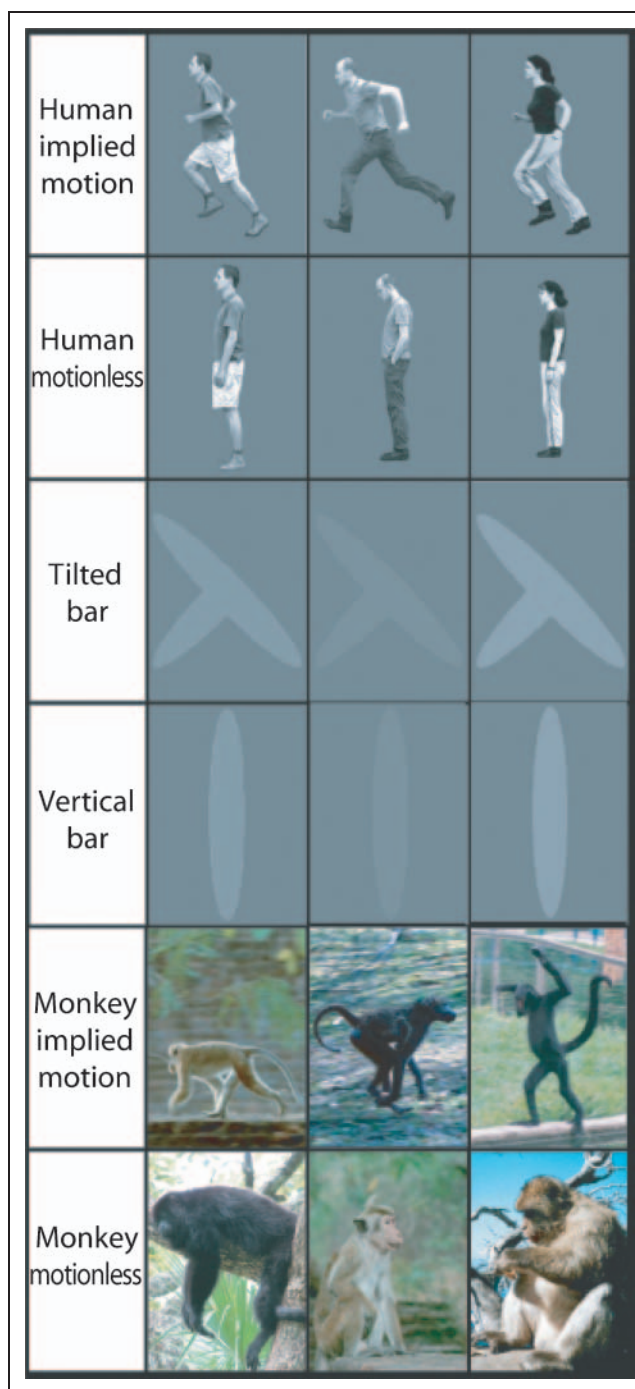 Human
implied
motion
Human
motionless
Tilted
bar
Vertical
bar
Monkey
implied
motion
Monkey
motionless